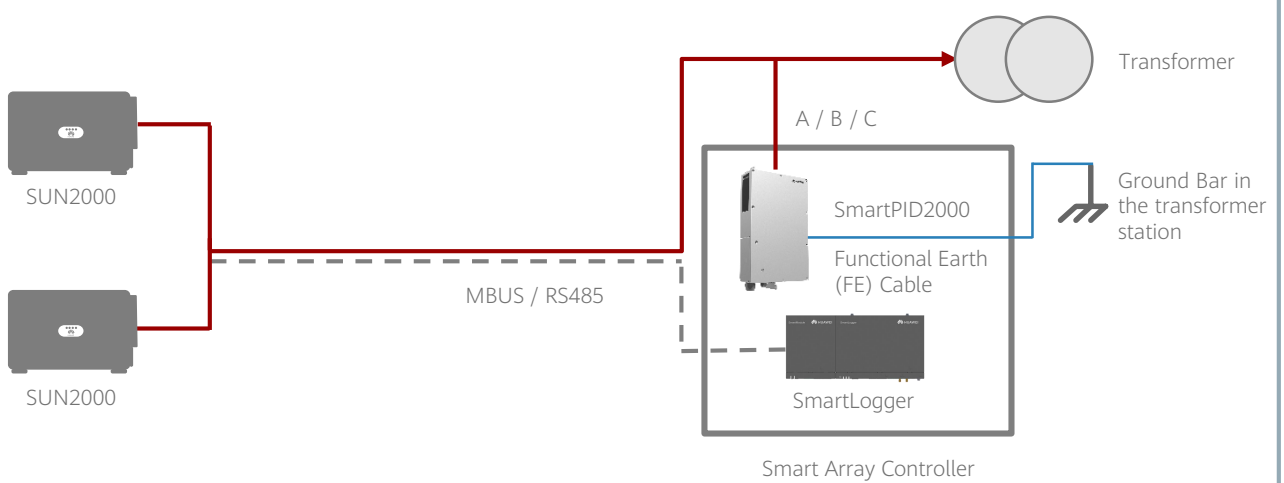 Transformer
A / B / C
SUN2000
SmartPID2000
Ground Bar in
the transformer
station
Functional Earth
(FE) Cable
MBUS / RS485
SUN2000
SmartLogger
Smart Array Controller